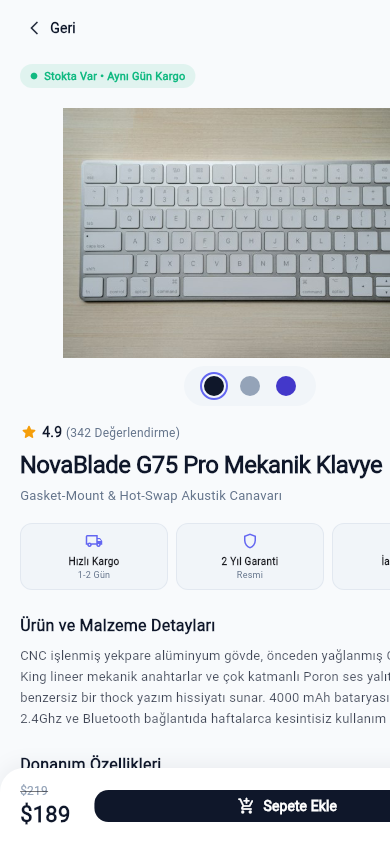 Geri
Stokta Var • Aynı Gün Kargo
4.9 (342 Değerlendirme)
NovaBlade G75 Pro Mekanik Klavye
Gasket-Mount & Hot-Swap Akustik Canavarı
Hızlı Kargo
1-2 Gün
2 Yıl Garanti
Resmi
Ürün ve Malzeme Detayları
CNC işlenmiş yekpare alüminyum gövde, önceden yağlanmış
King lineer mekanik anahtarlar ve çok katmanlı Poron ses
benzersiz bir thock yazım hissiyatı sunar. 4000 mAh bataryası
2.4Ghz ve Bluetooth bağlantıda haftalarca kesintisiz kullanım
Donanım Özellikleri
$219
$189
Sepete Ekle